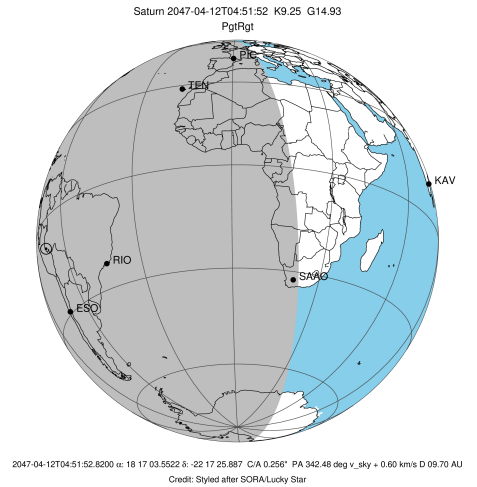 Saturn 2047-04-12T04:51:52 K9.25 G14.93
PgtRgt
PIC
TEN
KAV
RIO
SAAO
ESO
2047-04-12T04:51:52.8200 α: 18 17 03.5522 δ: -22 17 25.887 C/A 0.256" PA 342.48 deg v_sky + 0.60 km/s D 09.70 AU
Credit: Styled after SORA/Lucky Star